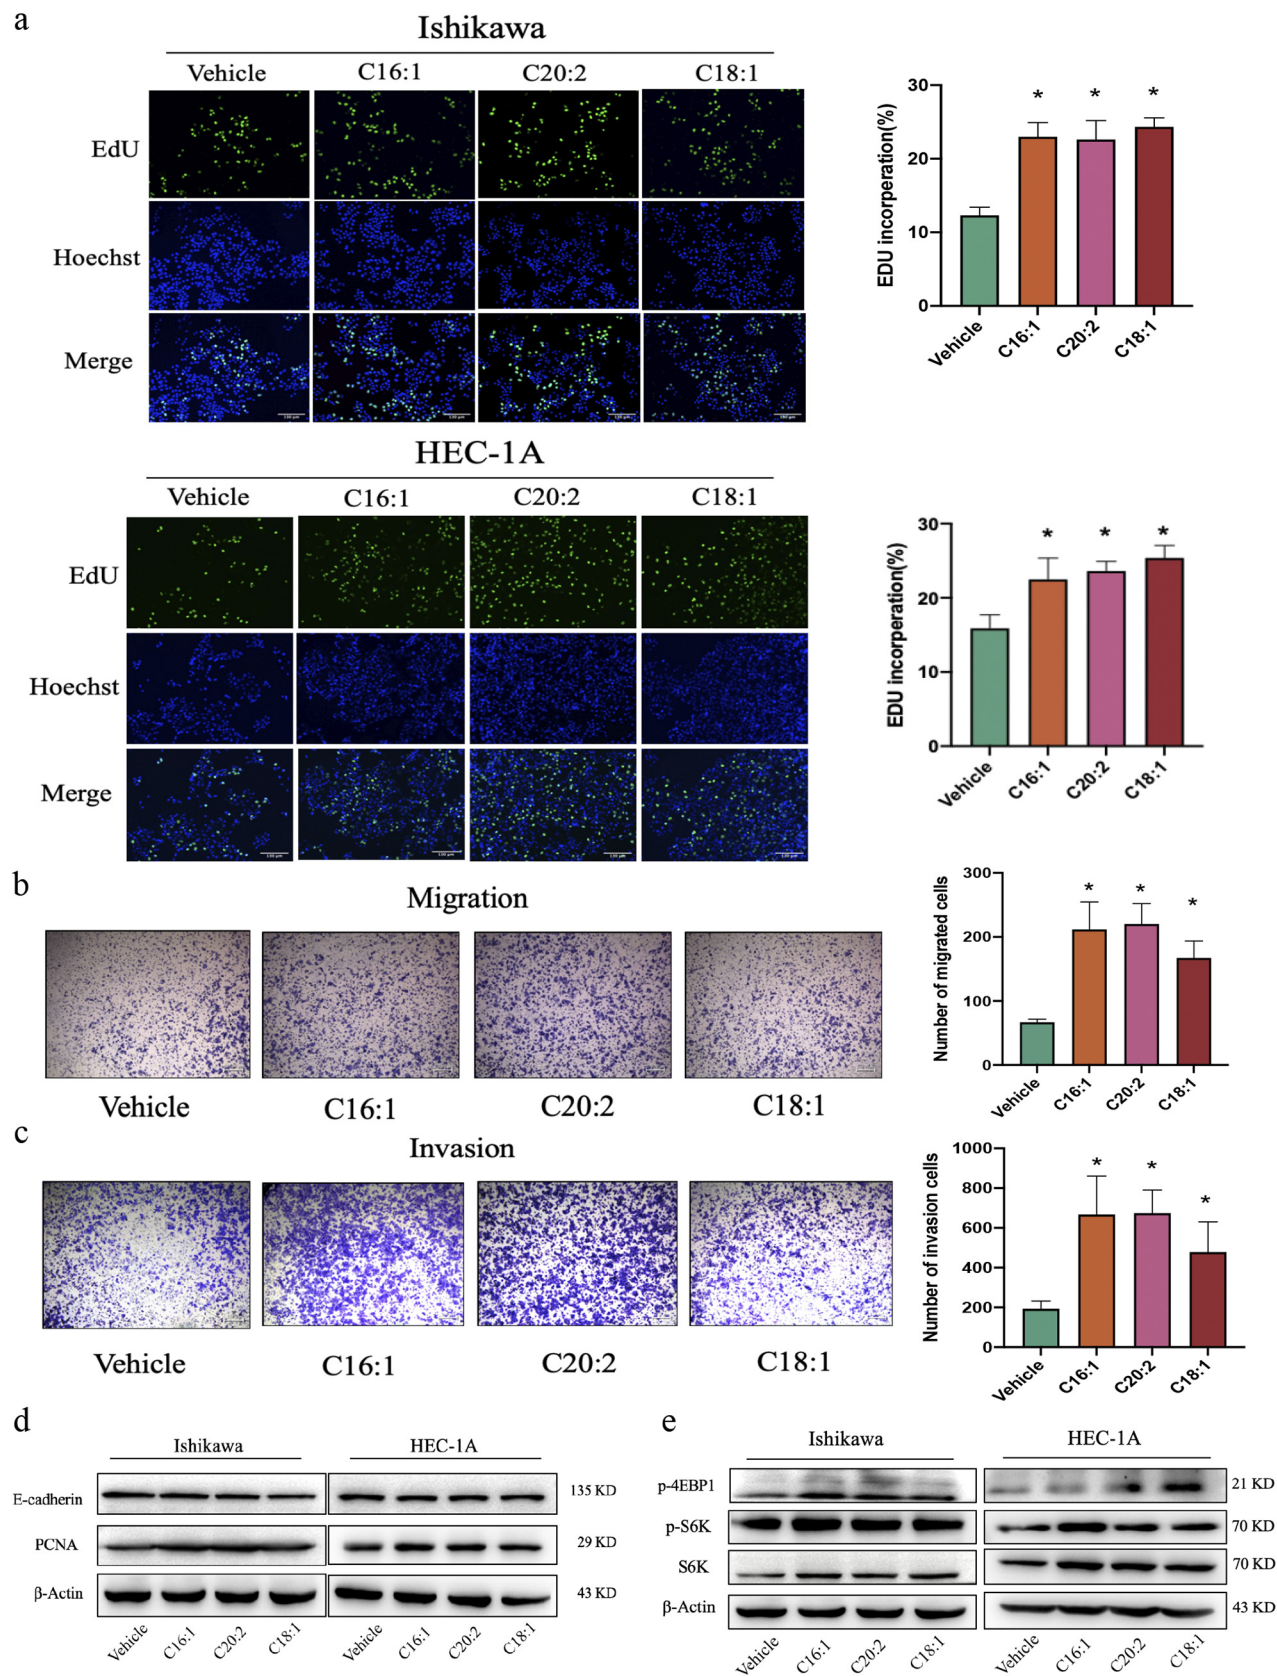 a
Ishikawa
Vehicle C16:1 C20:2 C18:1
EdU
Hoechst
Merge
EDU incorperation(%)
30
20
10
0
* * *
Vehicle C16:1 C20:2 C18:1
HEC-1A
Vehicle C16:1 C20:2 C18:1
EdU
Hoechst
Merge
EDU incorperation(%)
30
20
10
0
* * *
Vehicle C16:1 C20:2 C18:1
b
Migration
Vehicle C16:1 C20:2 C18:1
Number of migrated cells
300
200
100
0
* * *
Vehicle C16:1 C20:2 C18:1
c
Invasion
Vehicle C16:1 C20:2 C18:1
Number of invasion cells
1000
800
600
400
200
0
* * *
Vehicle C16:1 C20:2 C18:1
d
Ishikawa HEC-1A
E-cadherin 135 KD
PCNA 29 KD
β-Actin 43 KD
Vehicle C16:1 C20:2 C18:1 Vehicle C16:1 C20:2 C18:1
e
Ishikawa HEC-1A
p-4EBP1 21 KD
p-S6K 70 KD
S6K 70 KD
β-Actin 43 KD
Vehicle C16:1 C20:2 C18:1 Vehicle C16:1 C20:2 C18:1